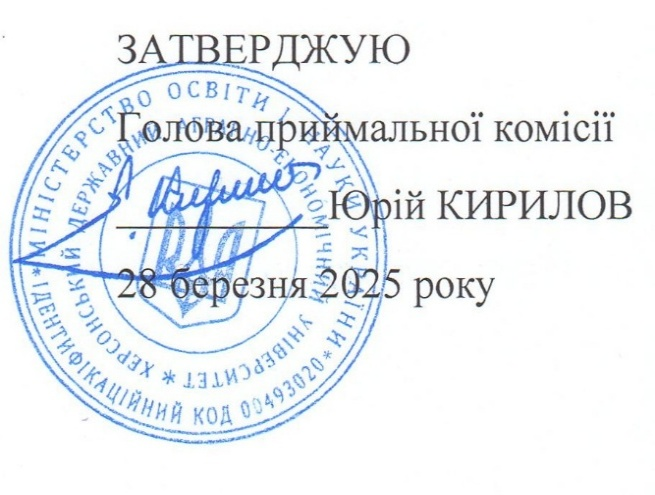 ЗАТВЕРДЖУЮ
Голова приймальної комісії
Юрій КИРИЛОВ
28 березня 2025 року
* МІНІСТЕРСТВО ОСВІТИ І НАУКИ УКРАЇНИ *
ІДЕНТИФІКАЦІЙНИЙ КОД 00493020
ХЕРСОНСЬКИЙ ДЕРЖАВНИЙ АГРАРНО-ЕКОНОМІЧНИЙ УНІВЕРСИТЕТ *